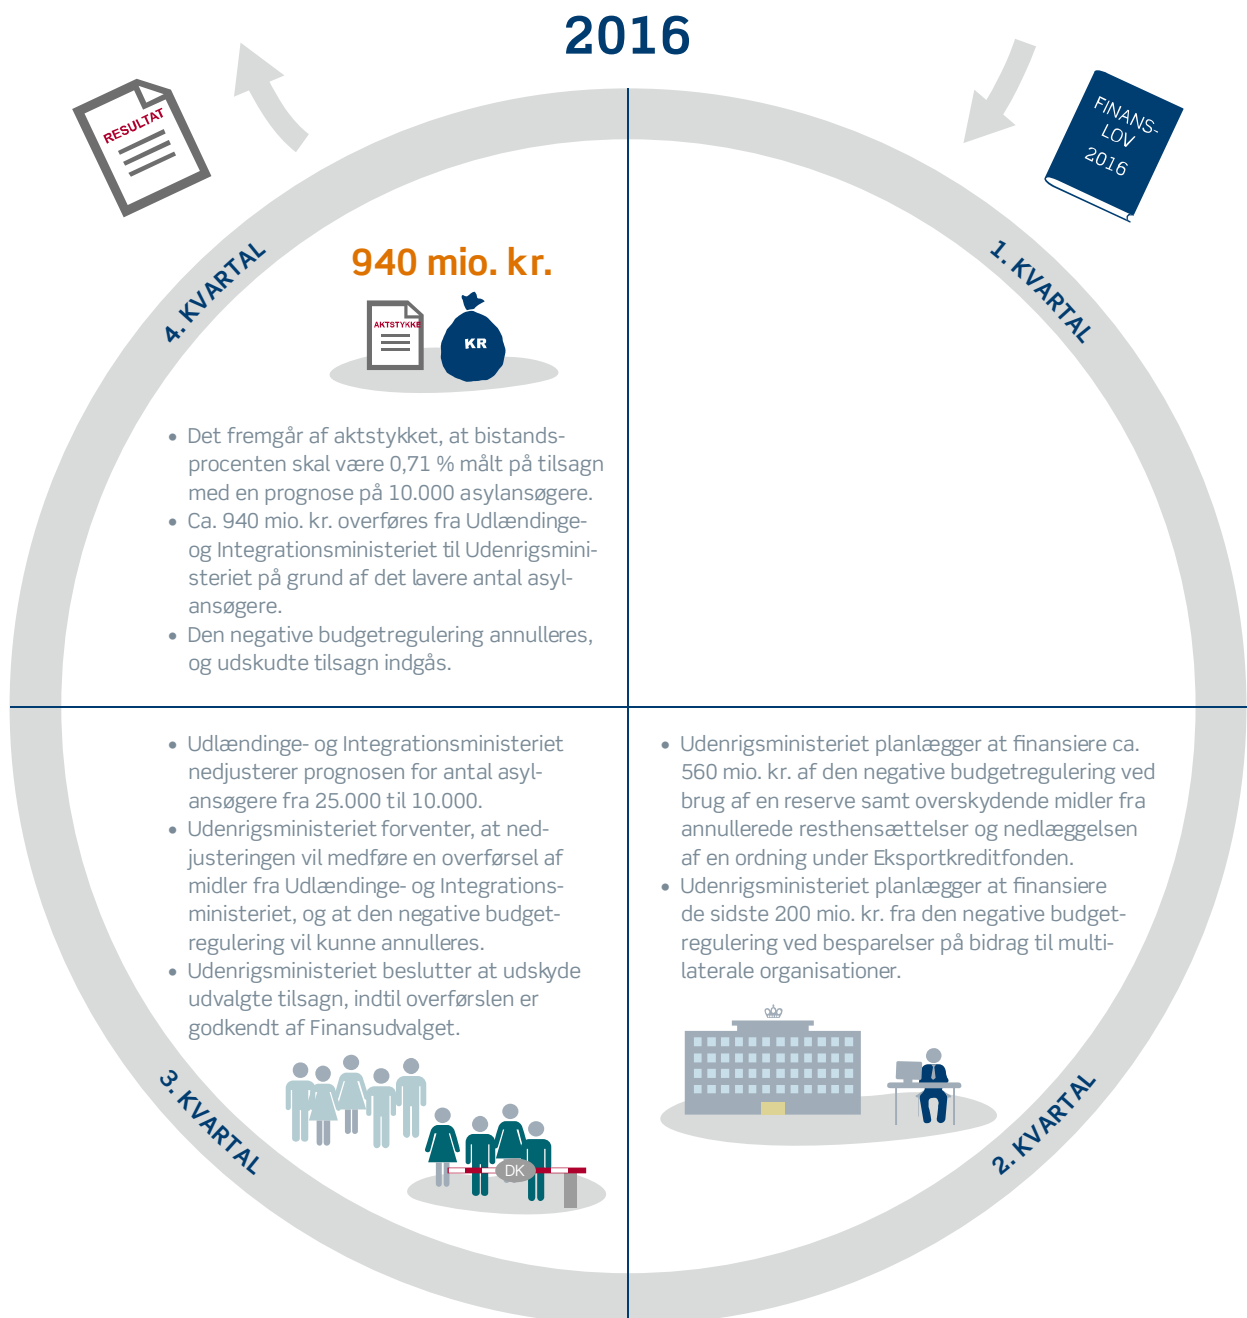 2016
FINANS-
LOV
2016
1. KVARTAL
RESULTAT
4. KVARTAL
940 mio. kr.
AKTSTYKKE
KR
• Det fremgår af aktstykket, at bistands-
procenten skal være 0,71 % målt på tilsagn
med en prognose på 10.000 asylansøgere.
• Ca. 940 mio. kr. overføres fra Udlændinge-
og Integrationsministeriet til Udenrigsmini-
steriet på grund af det lavere antal asyl-
ansøgere.
• Den negative budgetregulering annulleres,
og udskudte tilsagn indgås.
• Udenrigsministeriet planlægger at finansiere ca.
560 mio. kr. af den negative budgetregulering ved
brug af en reserve samt overskydende midler fra
annullerede resthensættelser og nedlæggelsen
af en ordning under Eksportkreditfonden.
• Udenrigsministeriet planlægger at finansiere
de sidste 200 mio. kr. fra den negative budget-
regulering ved besparelser på bidrag til multi-
laterale organisationer.
2. KVARTAL
• Udlændinge- og Integrationsministeriet
nedjusterer prognosen for antal asyl-
ansøgere fra 25.000 til 10.000.
• Udenrigsministeriet forventer, at ned-
justeringen vil medføre en overførsel af
midler fra Udlændinge- og Integrations-
ministeriet, og at den negative budget-
regulering vil kunne annulleres.
• Udenrigsministeriet beslutter at udskyde
udvalgte tilsagn, indtil overførslen er
godkendt af Finansudvalget.
3. KVARTAL
DK